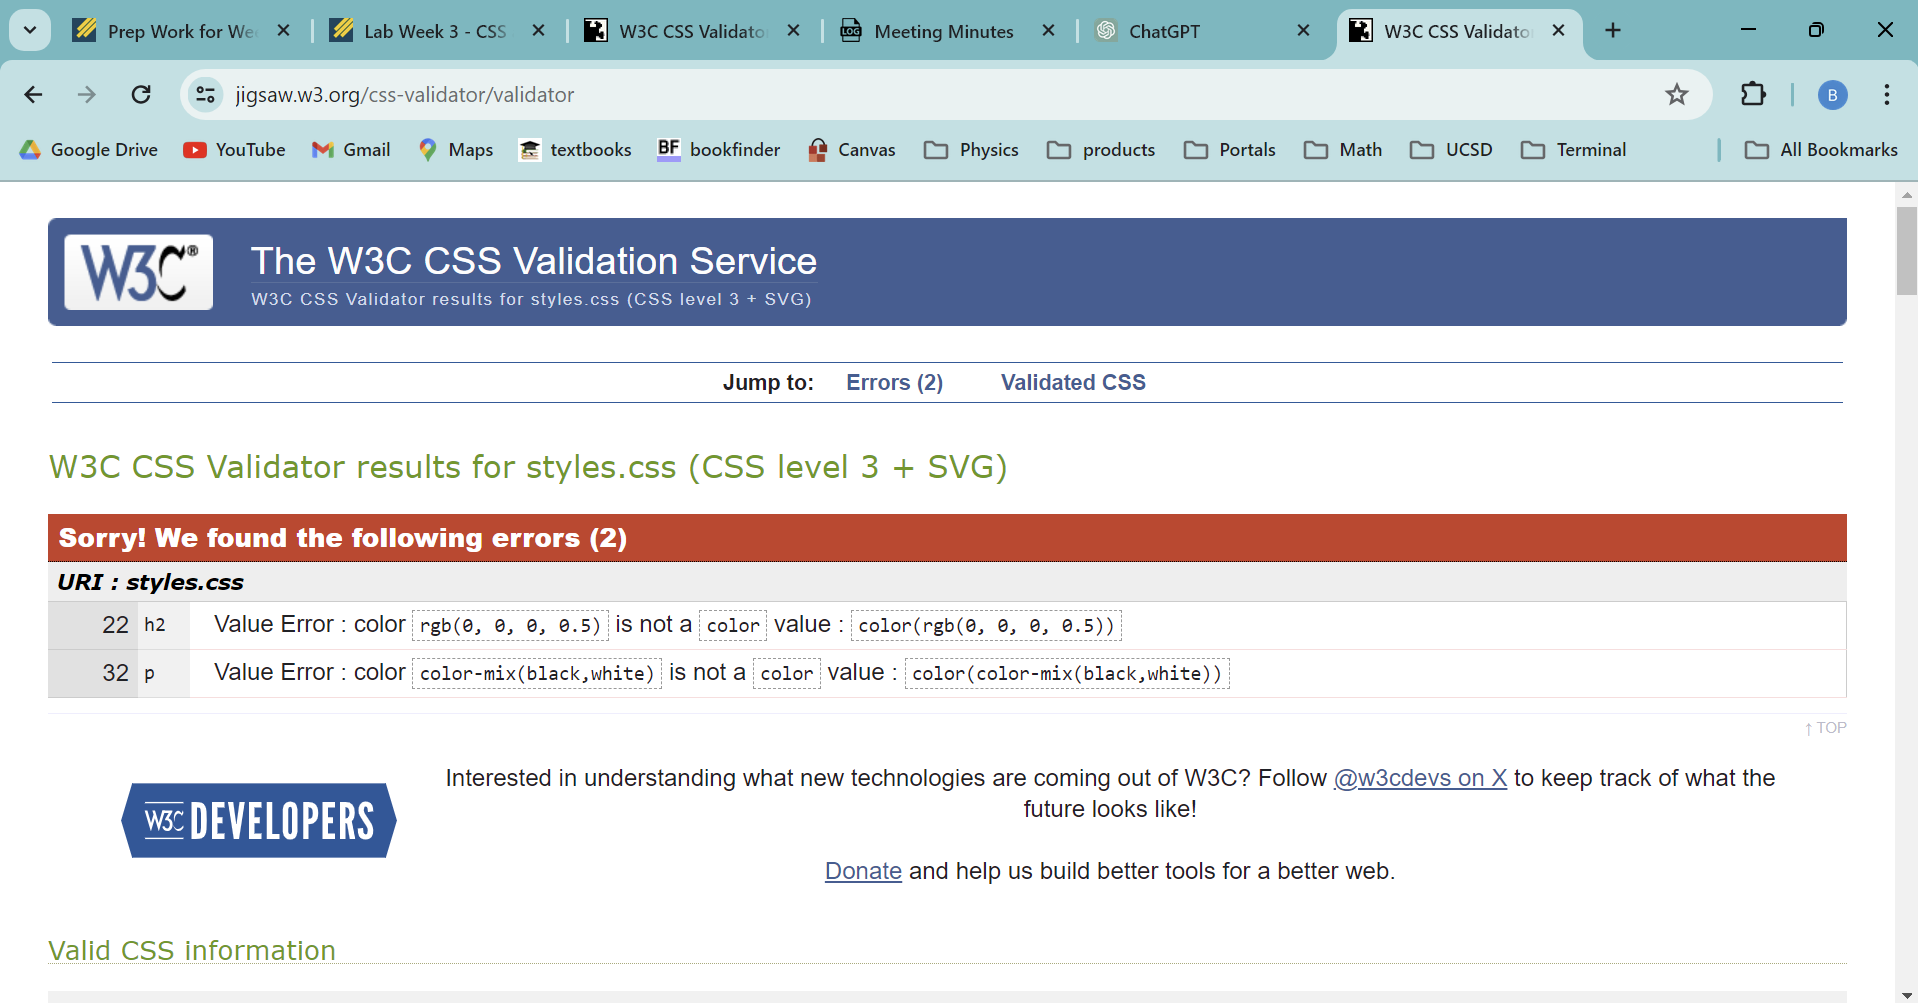 Prep Work for We
Lab Week 3 - CSS
W3C CSS Validato
LOG
Meeting Minutes
ChatGPT
W3C CSS Validato
jigsaw.w3.org/css-validator/validator
B
Google Drive
YouTube
Gmail
Maps
textbooks
BF
bookfinder
Canvas
Physics
products
Portals
Math
UCSD
Terminal
All Bookmarks
W3C®
The W3C CSS Validation Service
W3C CSS Validator results for styles.css (CSS level 3 + SVG)
Jump to: Errors (2) Validated CSS
W3C CSS Validator results for styles.css (CSS level 3 + SVG)
Sorry! We found the following errors (2)
URI : styles.css
22 h2 Value Error : color rgb(0, 0, 0, 0.5) is not a color value : color(rgb(0, 0, 0, 0.5))
32 p Value Error : color color-mix(black,white) is not a color value : color(color-mix(black,white))
↑ TOP
W3C DEVELOPERS
Interested in understanding what new technologies are coming out of W3C? Follow @w3cdevs on X to keep track of what the
future looks like!
Donate and help us build better tools for a better web.
Valid CSS information